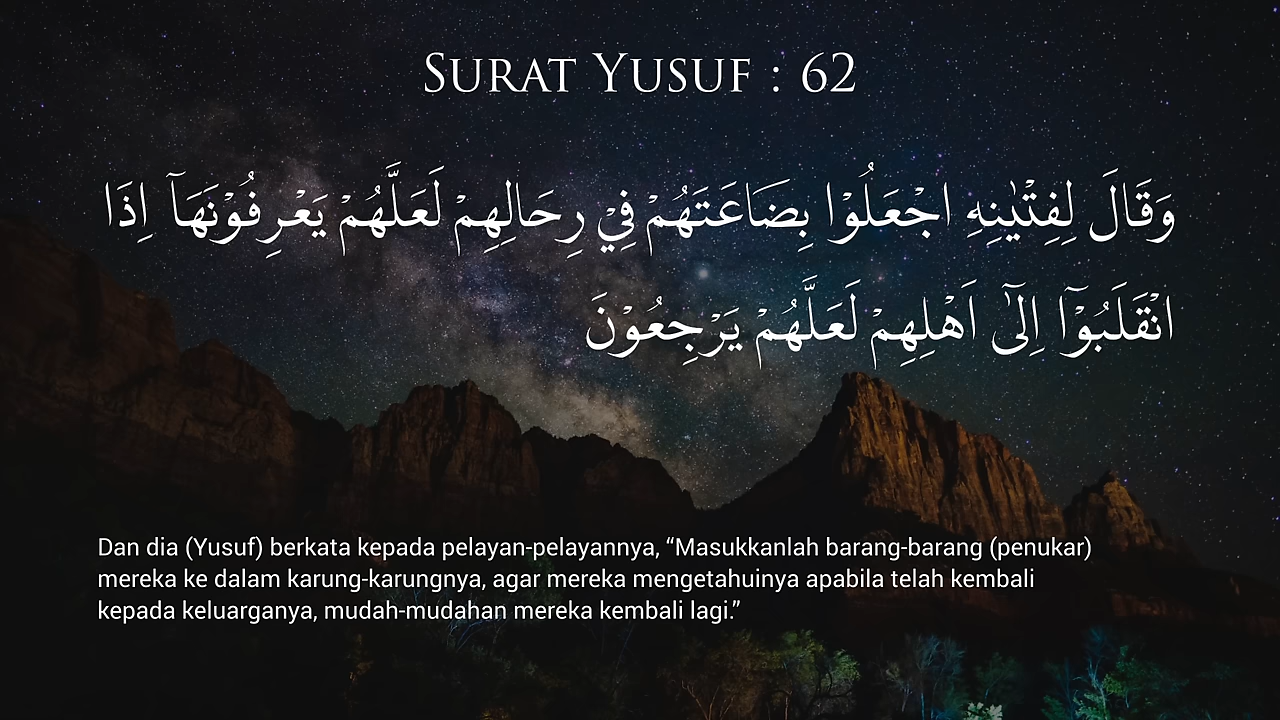 SURAT YUSUF : 62
وَقَالَ لِفِتْيٰنِهِ اجْعَلُوْا بِضَاعَتَهُمْ فِيْ رِحَالِهِمْ لَعَلَّهُمْ يَعْرِفُوْنَهَآ اِذَا
انْقَلَبُوْٓا اِلٰٓى اَهْلِهِمْ لَعَلَّهُمْ يَرْجِعُوْنَ
Dan dia (Yusuf) berkata kepada pelayan-pelayannya, “Masukkanlah barang-barang (penukar)
mereka ke dalam karung-karungnya, agar mereka mengetahuinya apabila telah kembali
kepada keluarganya, mudah-mudahan mereka kembali lagi.”